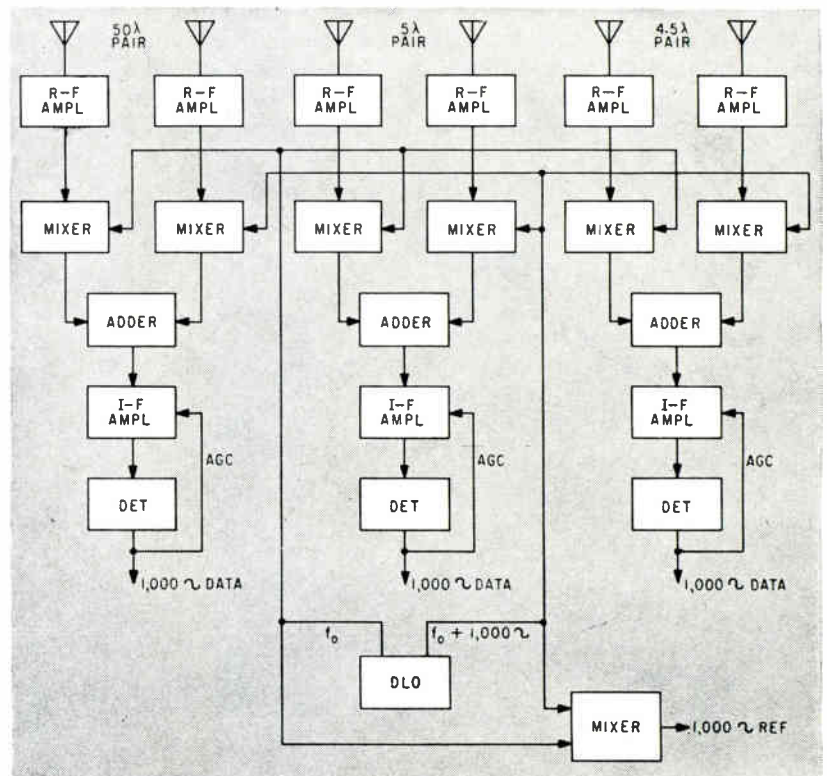 50λ
PAIR
5λ
PAIR
4.5λ
PAIR
R-F
AMPL
R-F
AMPL
R-F
AMPL
R-F
AMPL
R-F
AMPL
R-F
AMPL
MIXER
MIXER
MIXER
MIXER
MIXER
MIXER
ADDER
ADDER
ADDER
I-F
AMPL
I-F
AMPL
I-F
AMPL
AGC
AGC
AGC
DET
DET
DET
1,000 ∿ DATA
1,000 ∿ DATA
1,000 ∿ DATA
f₀
f₀ + 1,000 ∿
DLO
MIXER
1,000 ∿ REF